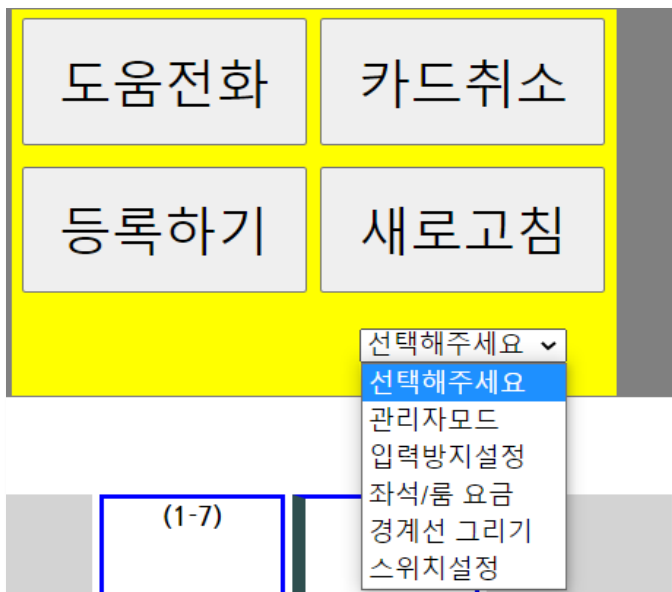 도움전화 카드취소
등록하기 새로고침
선택해주세요
선택해주세요
관리자모드
입력방지설정
좌석/룸 요금
경계선 그리기
스위치설정
(1-7)